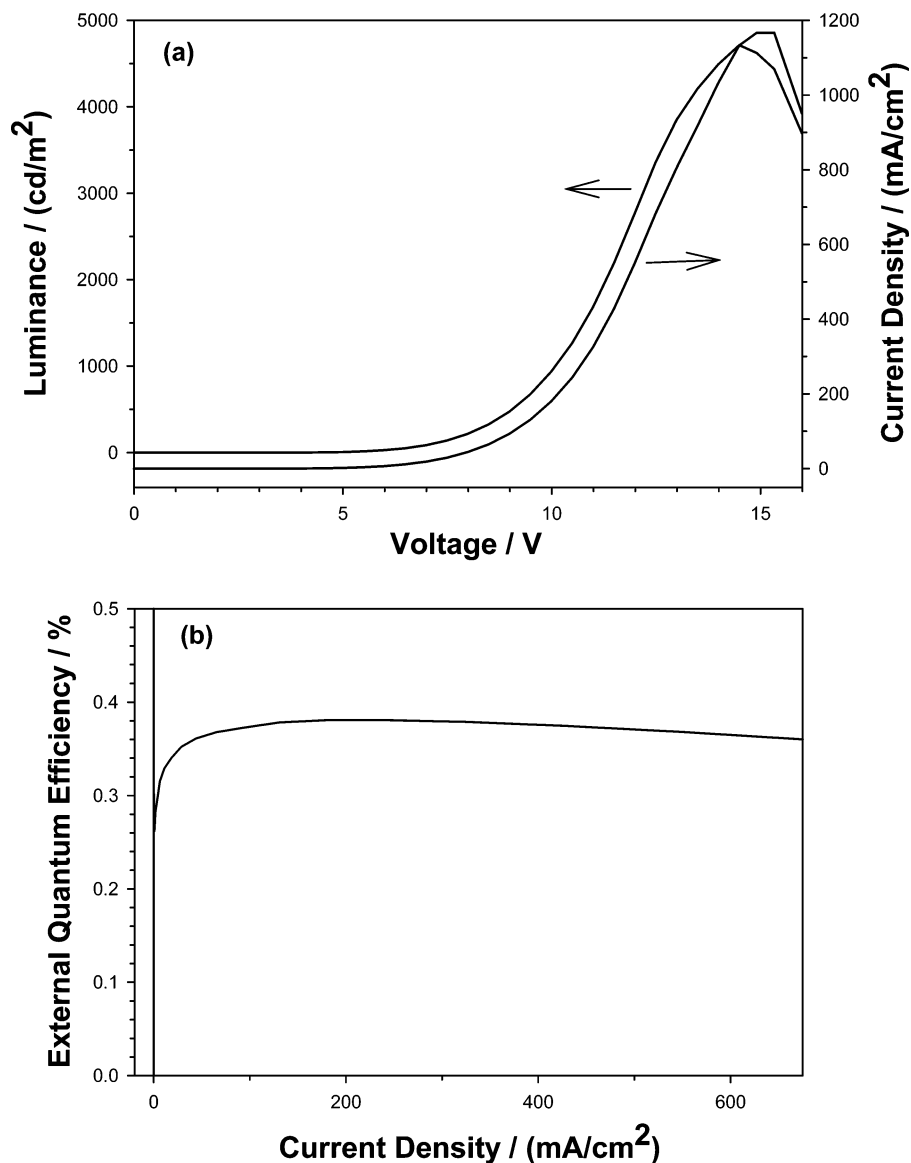 (a)
Luminance / (cd/m²)
5000
4000
3000
2000
1000
0
1200
1000
800
600
400
200
0
Current Density / (mA/cm²)
0 5 10 15
Voltage / V
(b)
External Quantum Efficiency / %
0.5
0.4
0.3
0.2
0.1
0.0
0 200 400 600
Current Density / (mA/cm²)